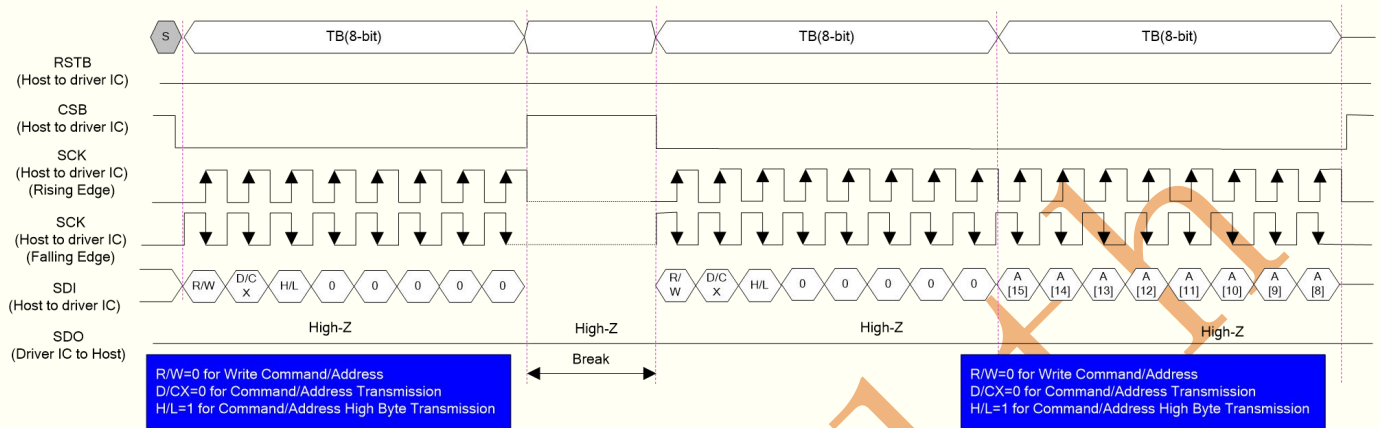 S
TB(8-bit)
TB(8-bit)
TB(8-bit)
RSTB
(Host to driver IC)
CSB
(Host to driver IC)
SCK
(Host to driver IC)
(Rising Edge)
SCK
(Host to driver IC)
(Falling Edge)
SDI
(Host to driver IC)
R/W D/C X H/L 0 0 0 0 0
R/ W D/C X H/L 0 0 0 0 0
A [15] A [14] A [13] A [12] A [11] A [10] A [9] A [8]
SDO
(Driver IC to Host)
High-Z
High-Z
High-Z
High-Z
Break
R/W=0 for Write Command/Address
D/CX=0 for Command/Address Transmission
H/L=1 for Command/Address High Byte Transmission
R/W=0 for Write Command/Address
D/CX=0 for Command/Address Transmission
H/L=1 for Command/Address High Byte Transmission